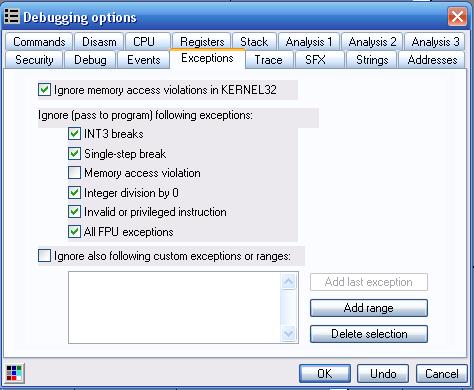 Debugging options
Commands Disasm CPU Registers Stack Analysis 1 Analysis 2 Analysis 3
Security Debug Events Exceptions Trace SFX Strings Addresses
Ignore memory access violations in KERNEL32
Ignore (pass to program) following exceptions:
INT3 breaks
Single-step break
Memory access violation
Integer division by 0
Invalid or privileged instruction
All FPU exceptions
Ignore also following custom exceptions or ranges:
Add last exception
Add range
Delete selection
OK Undo Cancel